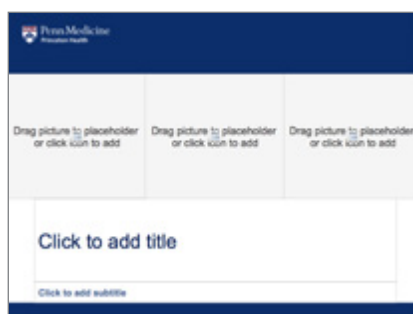 Penn Medicine
Princeton Health
Drag picture to placeholder or click icon to add
Drag picture to placeholder or click icon to add
Drag picture to placeholder or click icon to add
Click to add title
Click to add subtitle